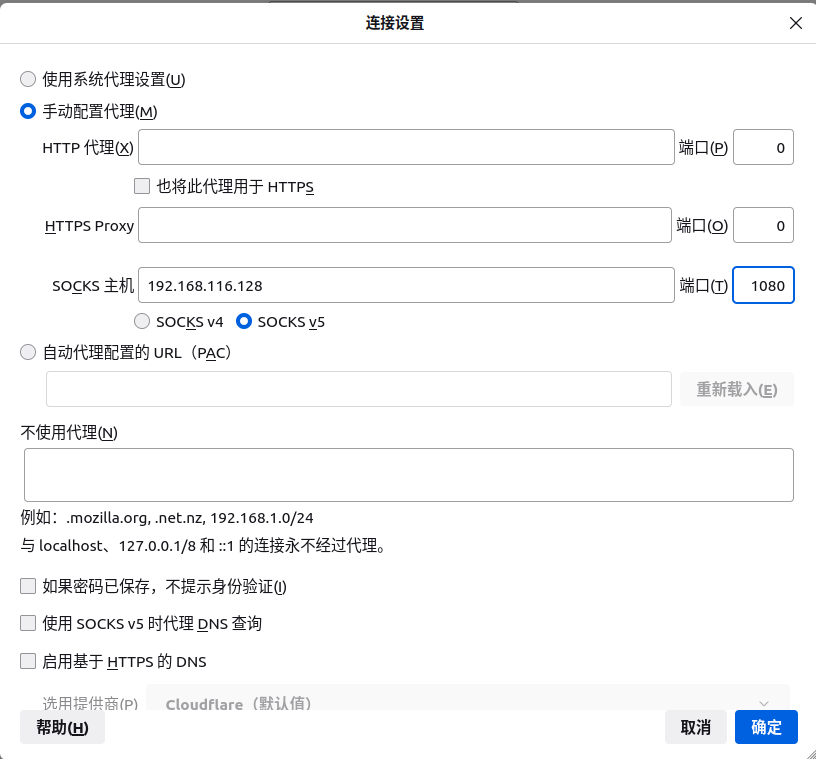 连接设置
使用系统代理设置(U)
手动配置代理(M)
HTTP 代理(X) 端口(P) 0
也将此代理用于 HTTPS
HTTPS Proxy 端口(O) 0
SOCKS 主机 192.168.116.128 端口(T) 1080
SOCKS v4 SOCKS v5
自动代理配置的 URL（PAC）
重新载入(E)
不使用代理(N)
例如：.mozilla.org, .net.nz, 192.168.1.0/24
与 localhost、127.0.0.1/8 和 ::1 的连接永不经过代理。
如果密码已保存，不提示身份验证(I)
使用 SOCKS v5 时代理 DNS 查询
启用基于 HTTPS 的 DNS
选用提供商(P) Cloudflare（默认值）
帮助(H) 取消 确定